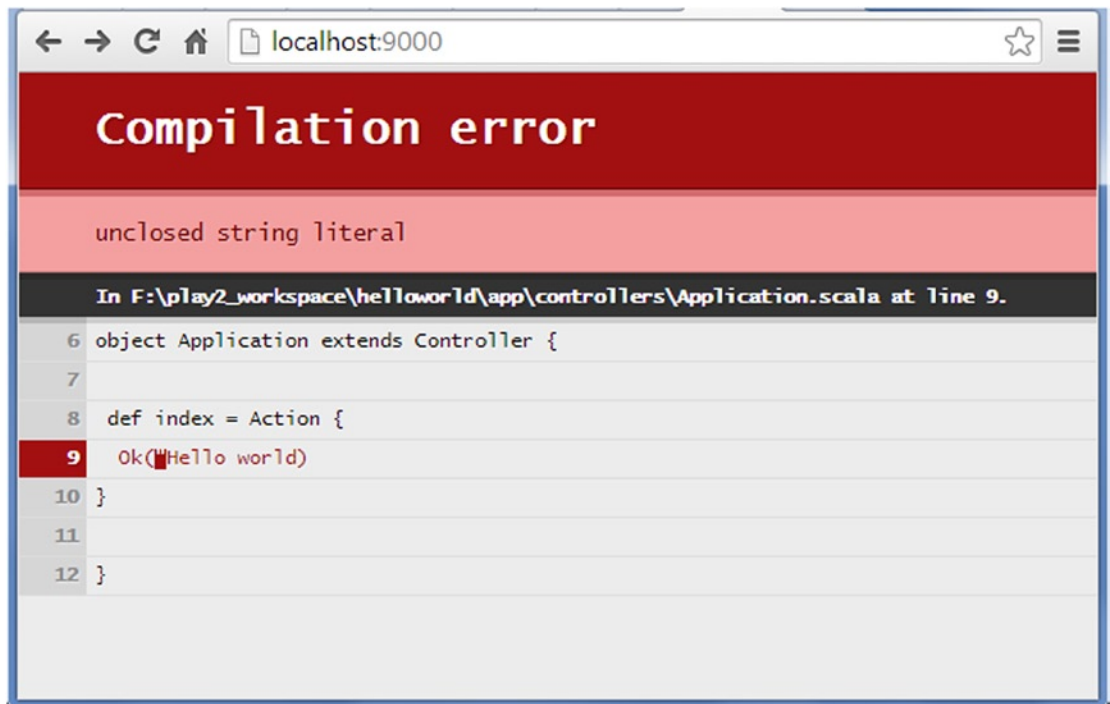 localhost:9000
Compilation error
unclosed string literal
In F:\play2_workspace\helloworld\app\controllers\Application.scala at line 9.
6 object Application extends Controller {
7
8 def index = Action {
9 Ok("Hello world)
10 }
11
12 }